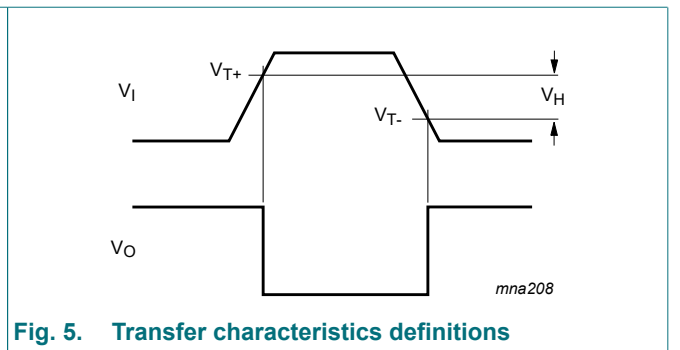 VT+
VI
VH
VT-
VO
mna208
Fig. 5. Transfer characteristics definitions